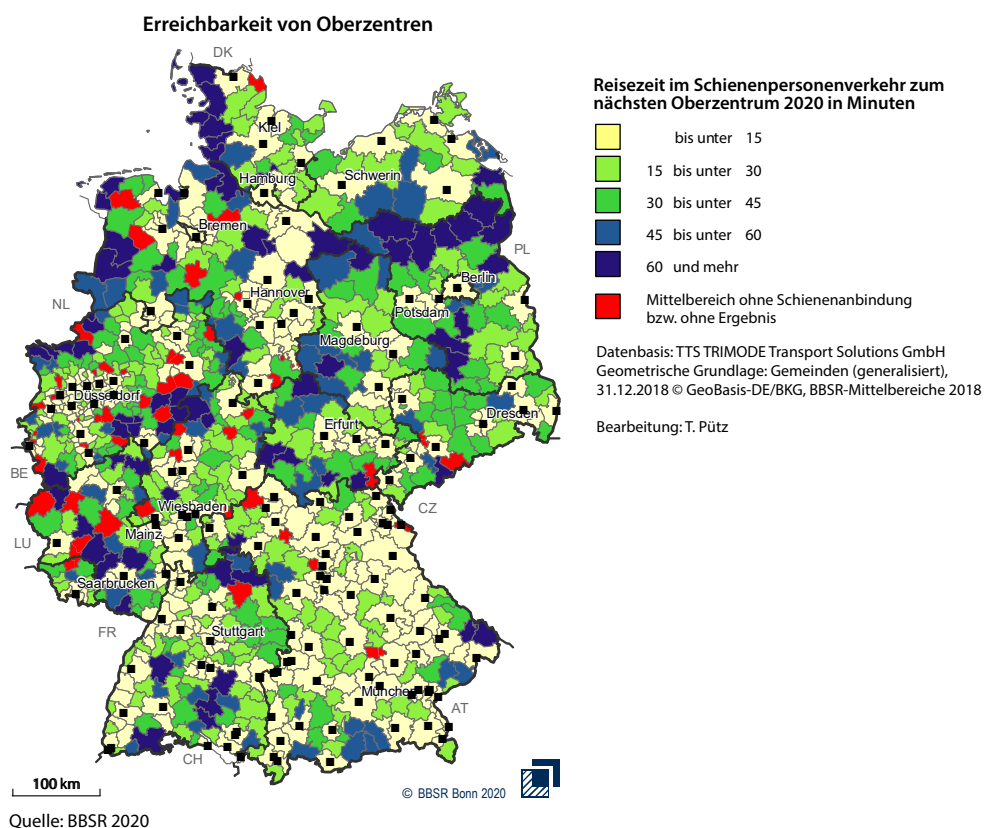 Erreichbarkeit von Oberzentren
DK
Kiel
Hamburg
Schwerin
Bremen
PL
Berlin
NL
Hannover
Potsdam
Magdeburg
Düsseldorf
Dresden
Erfurt
BE
Wiesbaden
CZ
Mainz
LU
Saarbrücken
FR
Stuttgart
München
AT
CH
100 km
© BBSR Bonn 2020
Quelle: BBSR 2020
Reisezeit im Schienenpersonenverkehr zum
nächsten Oberzentrum 2020 in Minuten
bis unter 15
15 bis unter 30
30 bis unter 45
45 bis unter 60
60 und mehr
Mittelbereich ohne Schienenanbindung
bzw. ohne Ergebnis
Datenbasis: TTS TRIMODE Transport Solutions GmbH
Geometrische Grundlage: Gemeinden (generalisiert),
31.12.2018 © GeoBasis-DE/BKG, BBSR-Mittelbereiche 2018
Bearbeitung: T. Pütz